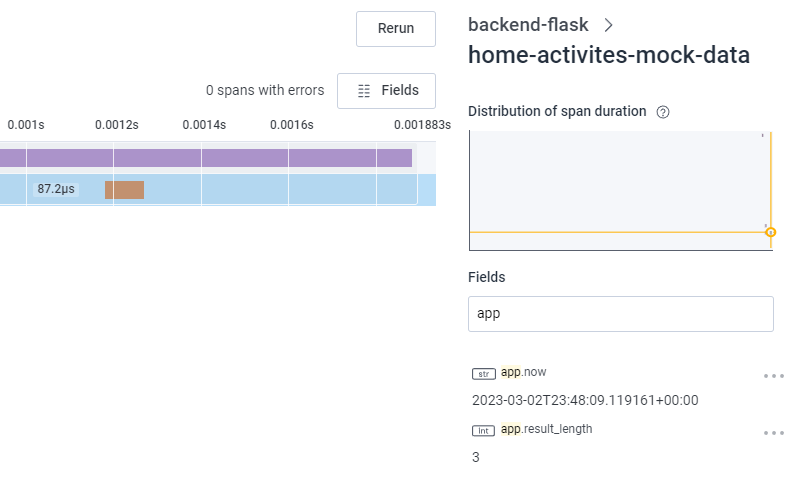 Rerun
0 spans with errors
Fields
0.001s 0.0012s 0.0014s 0.0016s 0.001883s
87.2µs
backend-flask >
home-activites-mock-data
Distribution of span duration ?
Fields
app
str app.now
2023-03-02T23:48:09.119161+00:00
int app.result_length
3